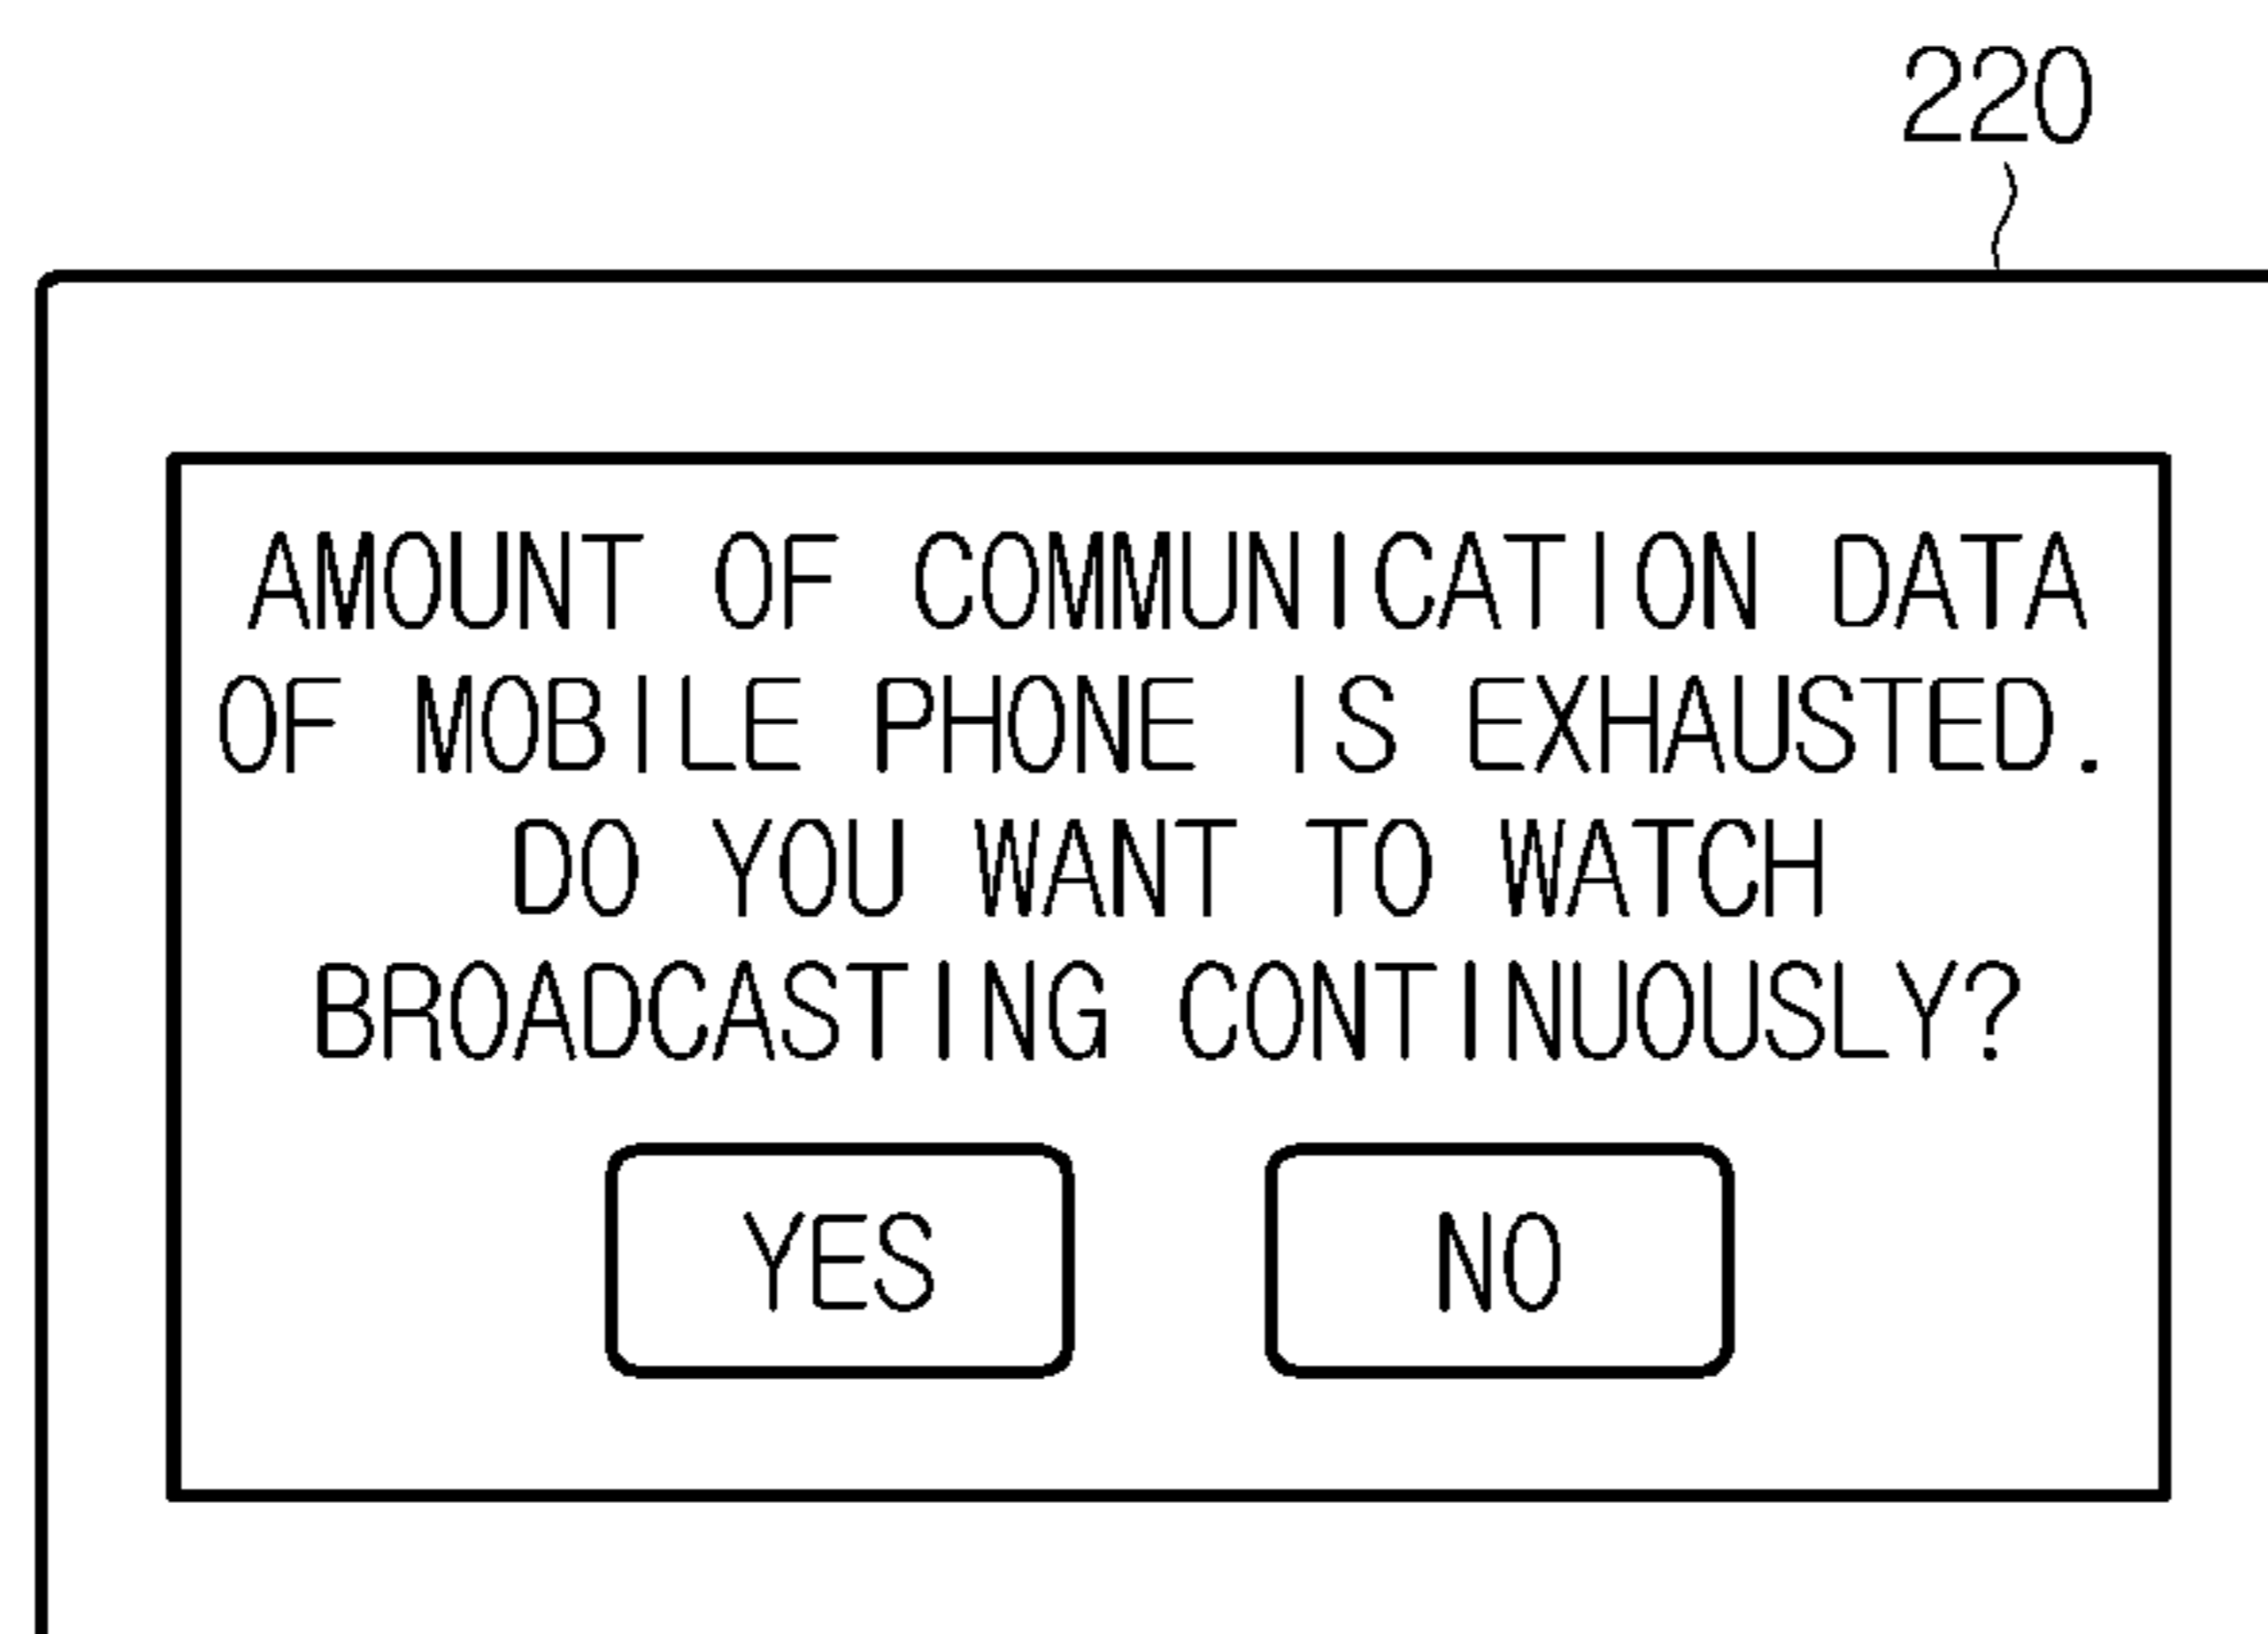 220
AMOUNT OF COMMUNICATION DATA
OF MOBILE PHONE IS EXHAUSTED.
DO YOU WANT TO WATCH
BROADCASTING CONTINUOUSLY?
YES NO